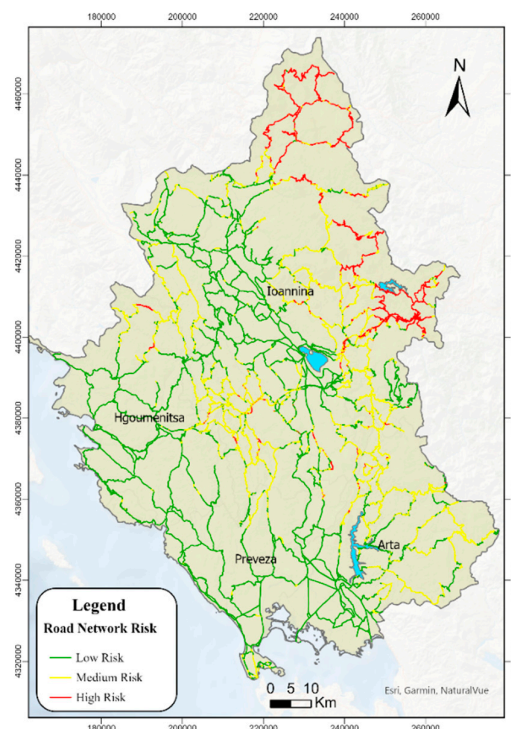 180000 200000 220000 240000 260000
N
4460000
4440000
4420000
4400000
4380000
4360000
4340000
4320000
Ioannina
Hgoumenitsa
Arta
Preveza
Legend
Road Network Risk
Low Risk
Medium Risk
High Risk
0 5 10
Km
Esri, Garmin, NaturalVue
180000 200000 220000 240000 260000